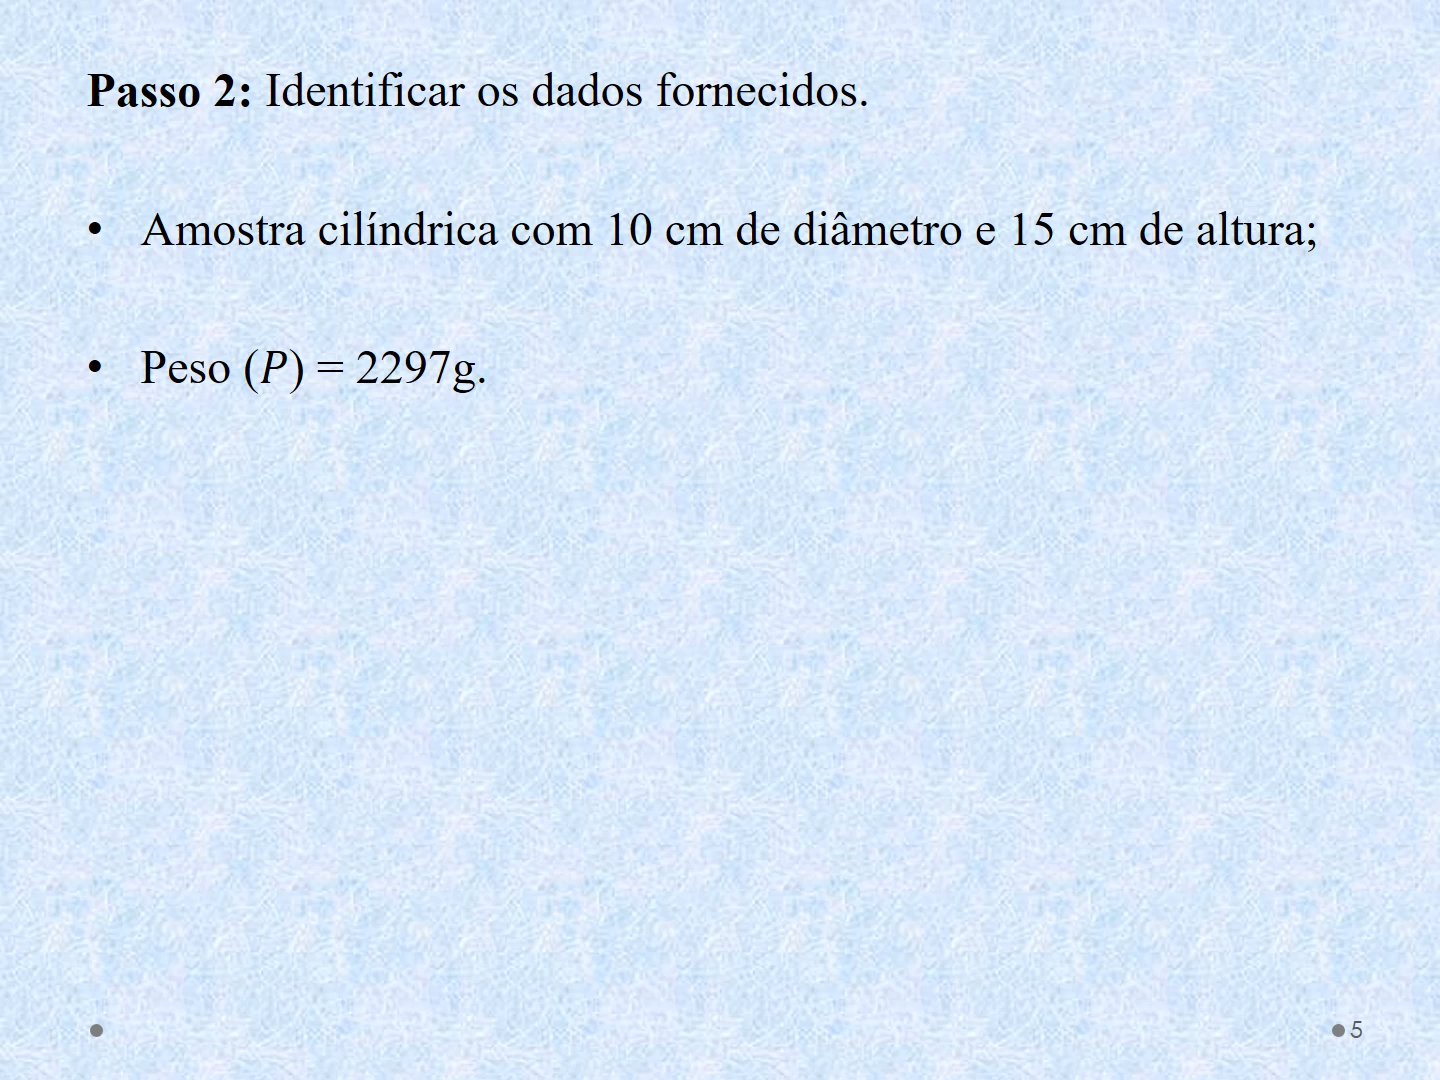 Passo 2: Identificar os dados fornecidos.
• Amostra cilíndrica com 10 cm de diâmetro e 15 cm de altura;
• Peso (P) = 2297g.
5